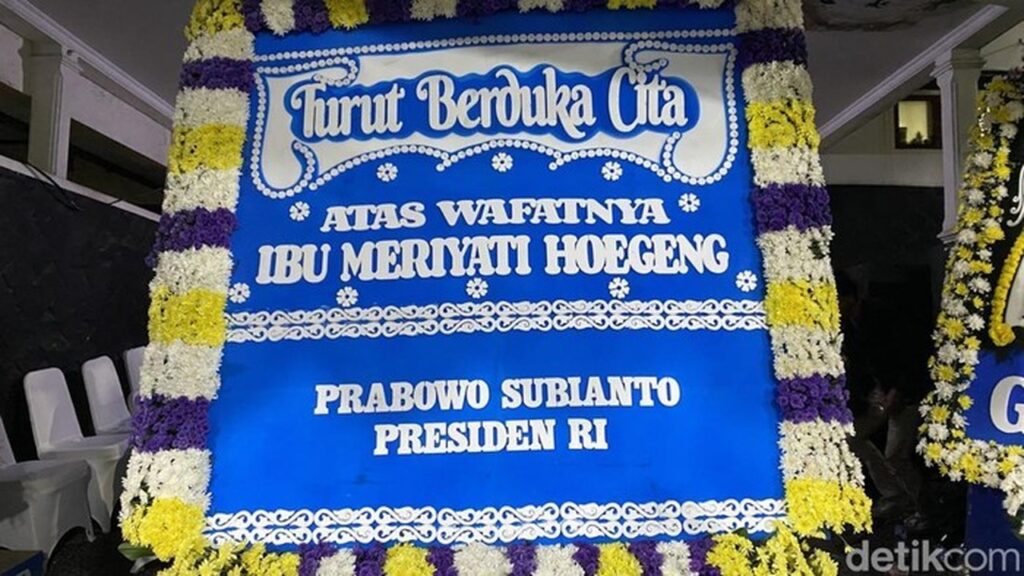 Turut Berduka Cita
ATAS WAFATNYA
IBU MERIYATI HOEGENG
PRABOWO SUBIANTO
PRESIDEN RI
detikcom